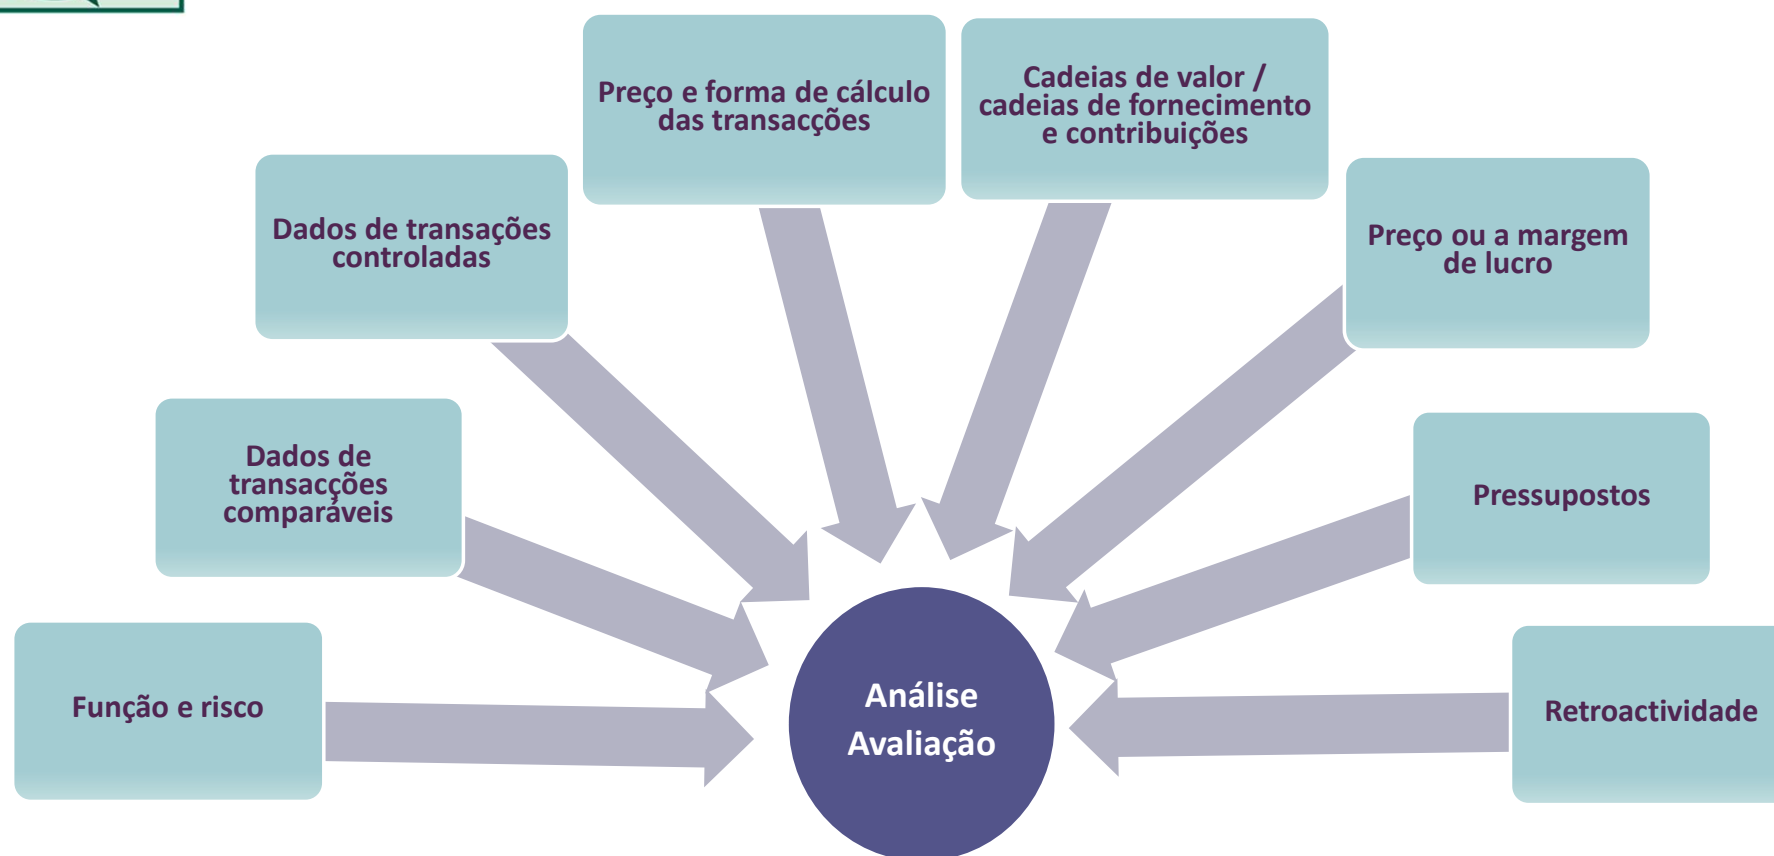 Preço e forma de cálculo
das transacções
Cadeias de valor /
cadeias de fornecimento
e contribuições
Dados de transações
controladas
Preço ou a margem
de lucro
Dados de
transacções
comparáveis
Pressupostos
Função e risco
Análise
Avaliação
Retroactividade